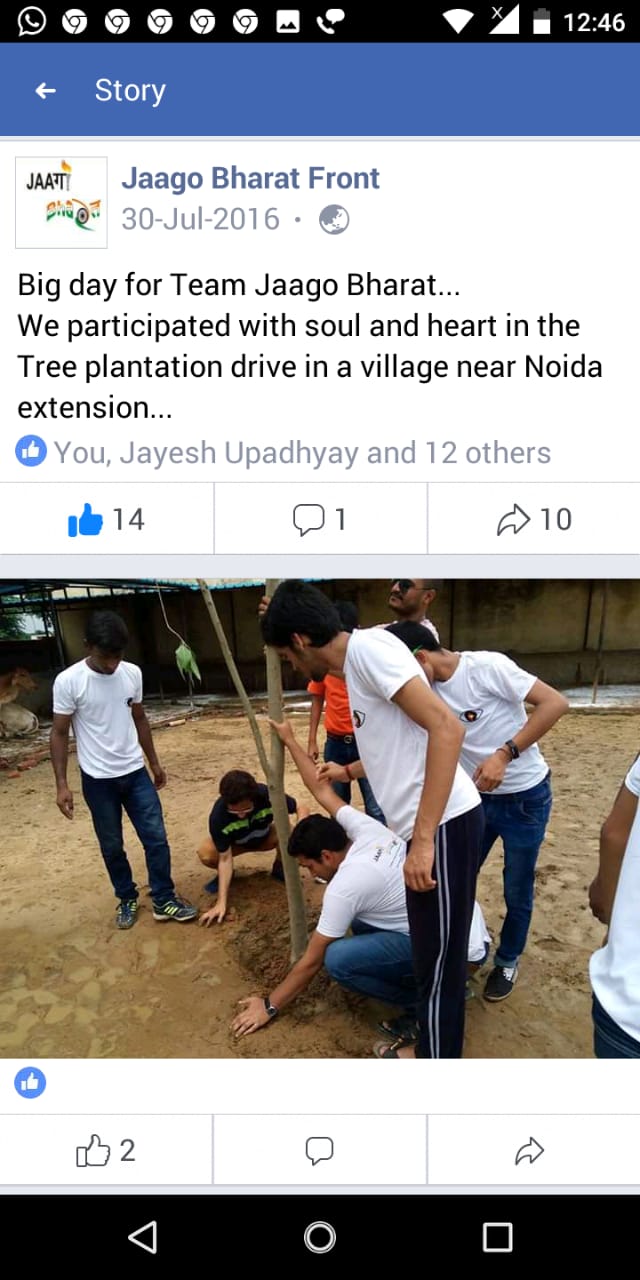 12:46
Story
JAAगो
Jaago Bharat Front
30-Jul-2016 •
Big day for Team Jaago Bharat...
We participated with soul and heart in the
Tree plantation drive in a village near Noida
extension...
You, Jayesh Upadhyay and 12 others
14 1 10
2